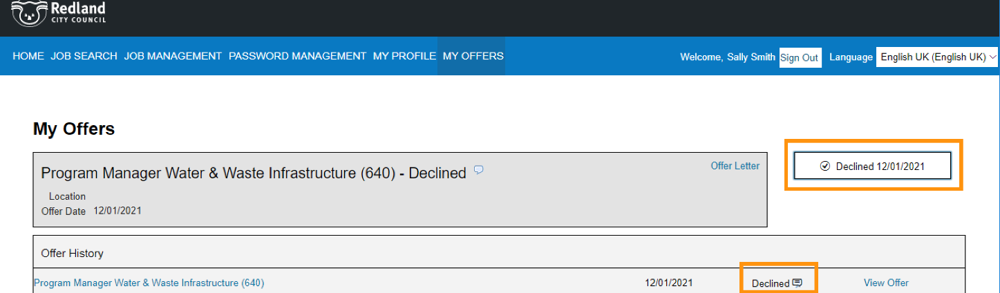 Redland
CITY COUNCIL
HOME JOB SEARCH JOB MANAGEMENT PASSWORD MANAGEMENT MY PROFILE MY OFFERS Welcome, Sally Smith Sign Out Language English UK (English UK)
My Offers
Program Manager Water & Waste Infrastructure (640) - Declined Offer Letter Declined 12/01/2021
Location
Offer Date 12/01/2021
Offer History
Program Manager Water & Waste Infrastructure (640) 12/01/2021 Declined View Offer